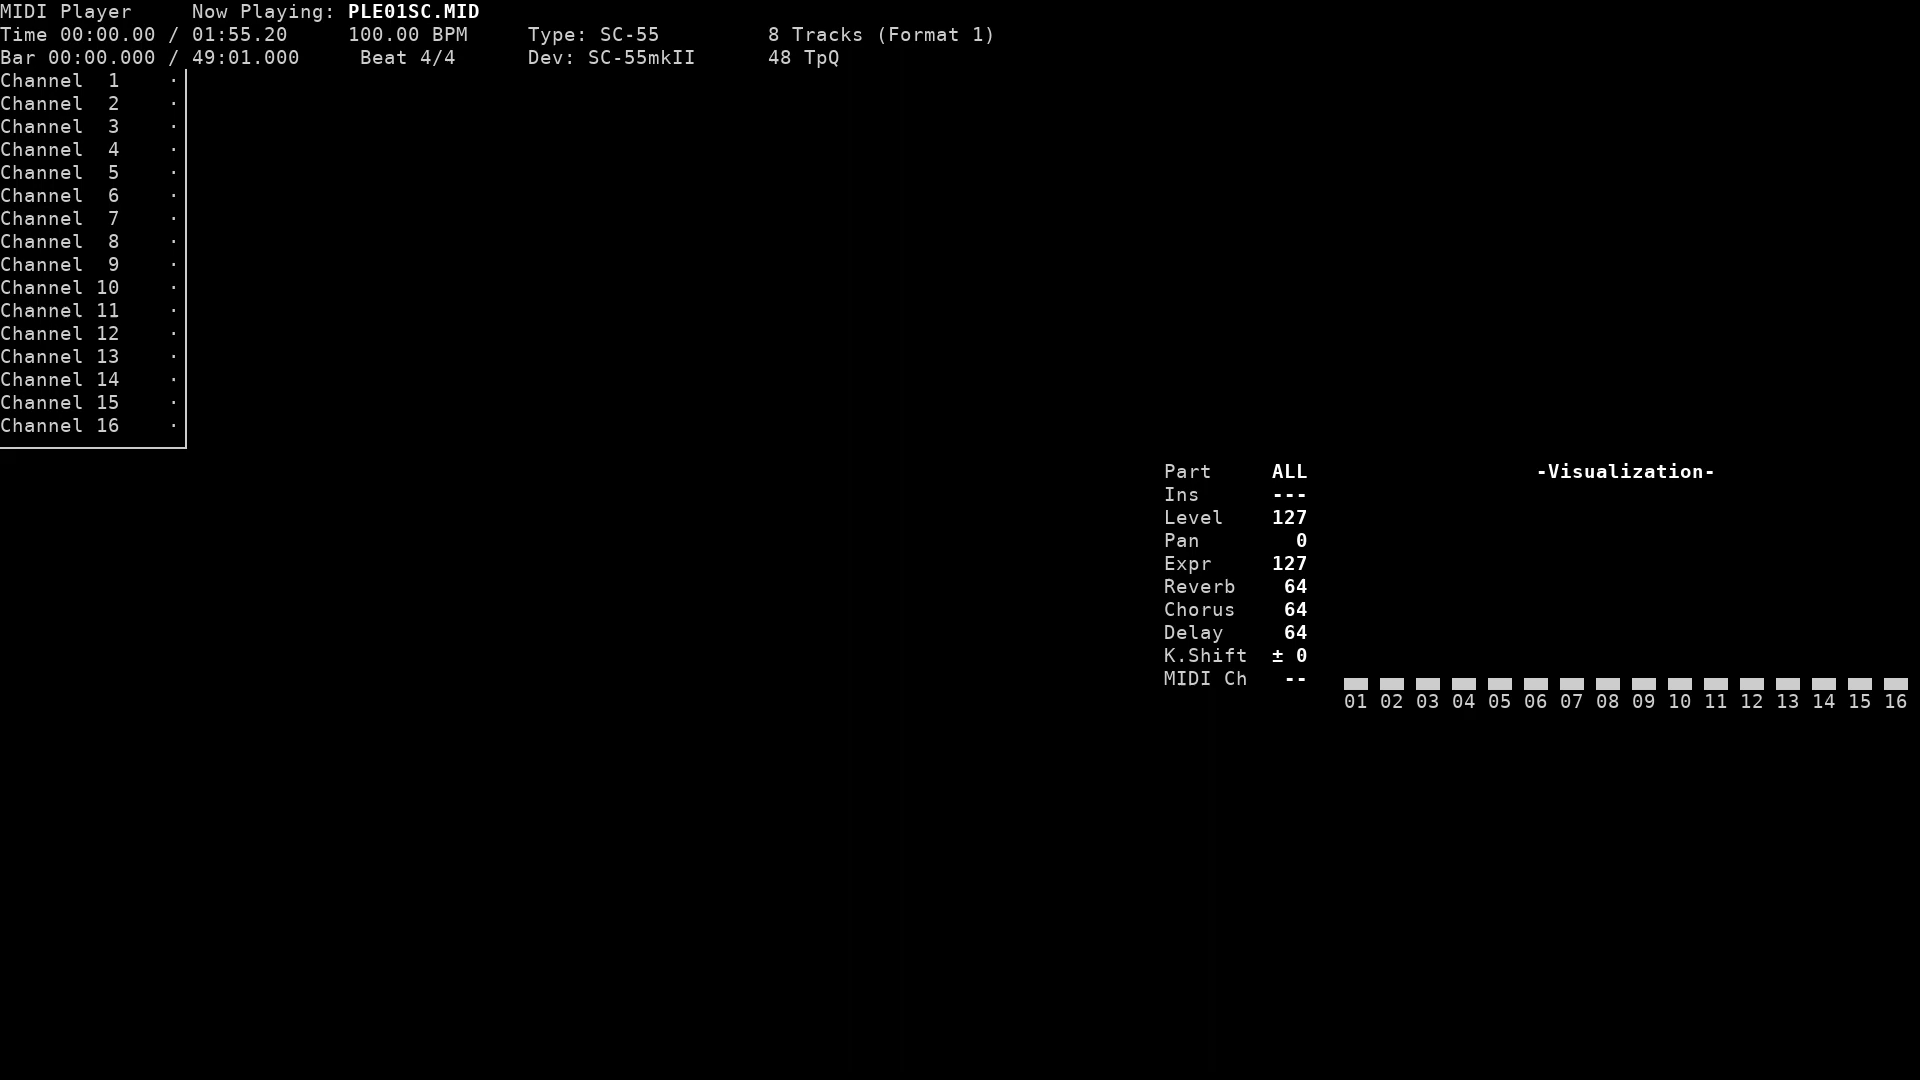 MIDI Player     Now Playing: PLE01SC.MID
Time 00:00.00 / 01:55.20     100.00 BPM     Type: SC-55         8 Tracks (Format 1)
Bar 00:00.000 / 49:01.000     Beat 4/4      Dev: SC-55mkII      48 TpQ
Channel  1    ·
Channel  2    ·
Channel  3    ·
Channel  4    ·
Channel  5    ·
Channel  6    ·
Channel  7    ·
Channel  8    ·
Channel  9    ·
Channel 10    ·
Channel 11    ·
Channel 12    ·
Channel 13    ·
Channel 14    ·
Channel 15    ·
Channel 16    ·
Part     ALL     -Visualization-
Ins      ---
Level    127
Pan        0
Expr     127
Reverb    64
Chorus    64
Delay     64
K.Shift  ± 0
MIDI Ch   --
01 02 03 04 05 06 07 08 09 10 11 12 13 14 15 16